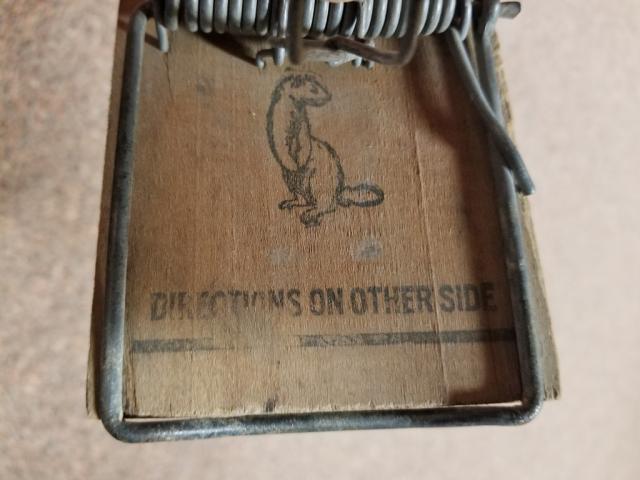 DIRECTIONS ON OTHER SIDE